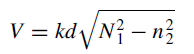 V = kd√(N₁² − n₂²)